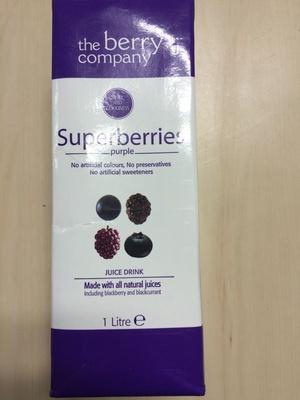 the berry
company
Superberries
purple
No artificial colours, No preservatives
No artificial sweeteners
JUICE DRINK
Made with all natural juices
Including blackberry and blackcurrant
1 Litre ℮